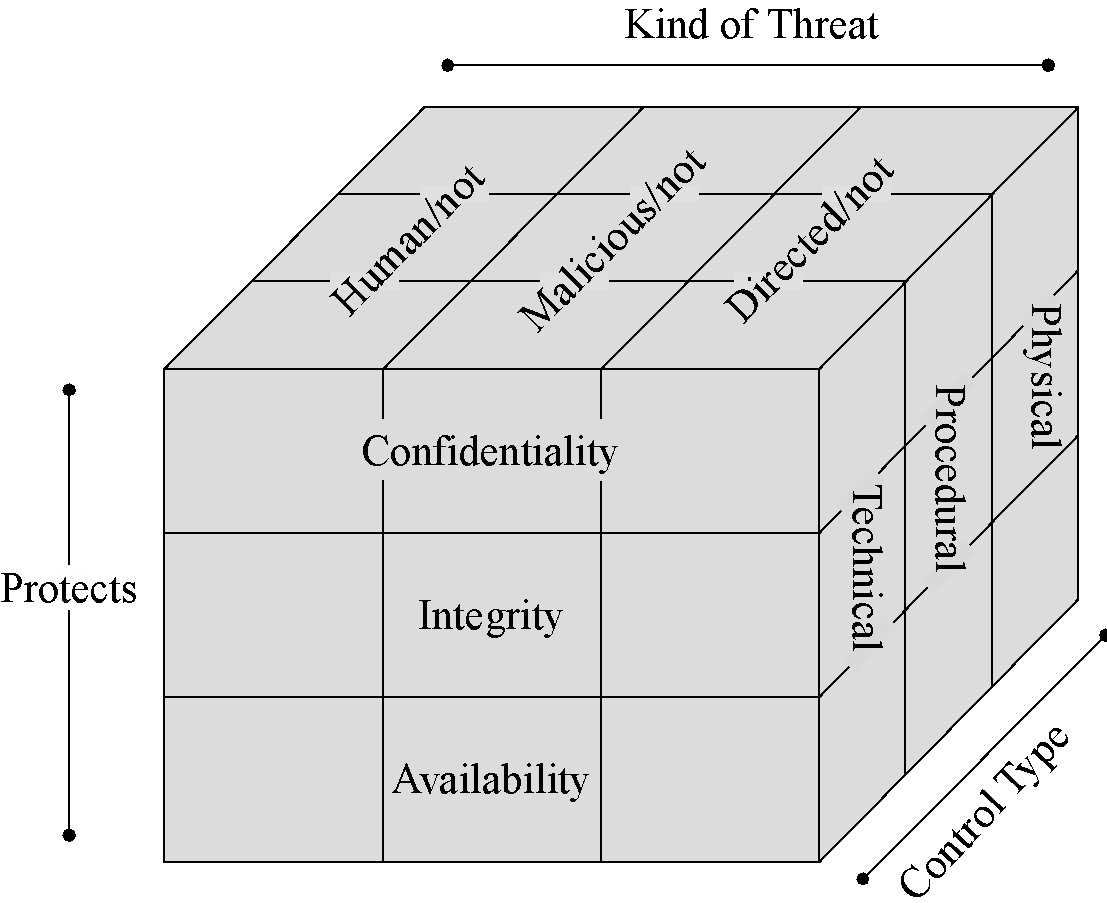 Kind of Threat
Human/not
Malicious/not
Directed/not
Confidentiality
Integrity
Availability
Protects
Technical
Procedural
Physical
Control Type